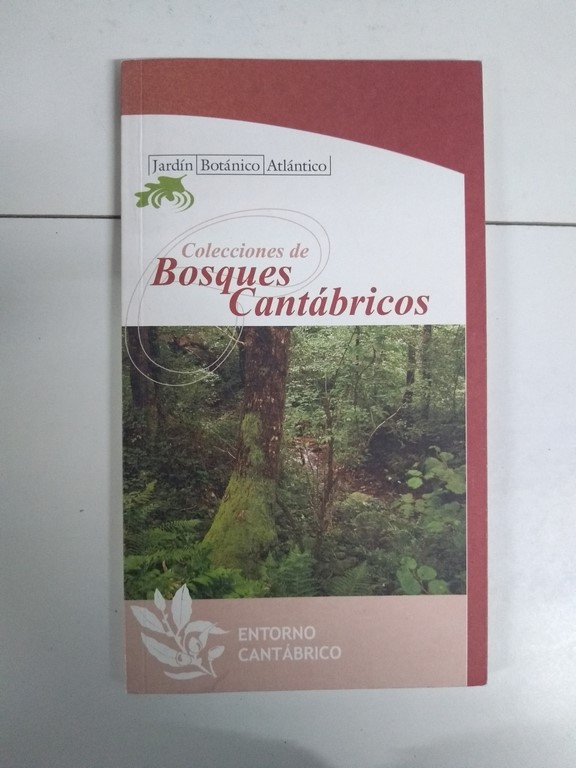 Jardín Botánico Atlántico
Colecciones de
Bosques
Cantábricos
ENTORNO
CANTÁBRICO